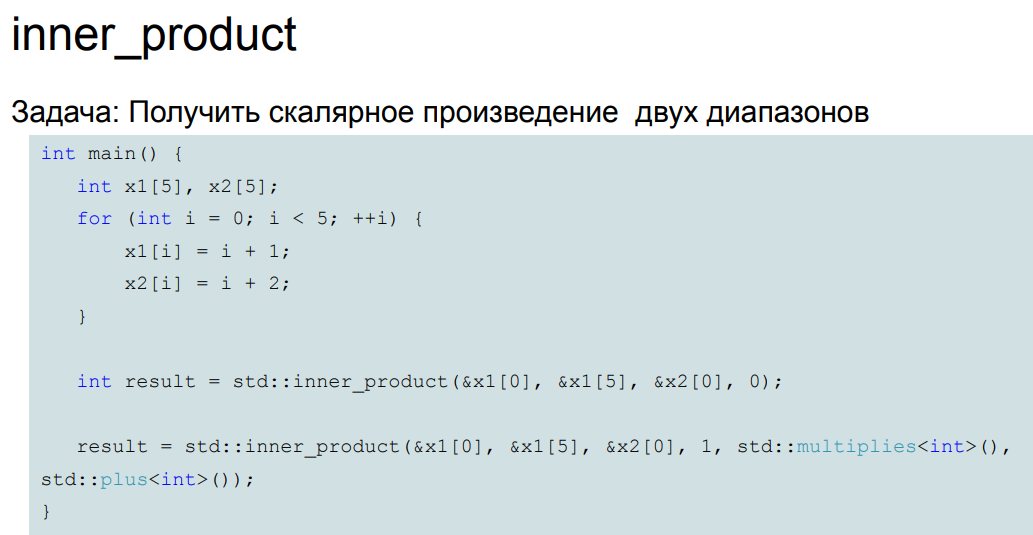 inner_product
Задача: Получить скалярное произведение  двух диапазонов
int main() {
   int x1[5], x2[5];
   for (int i = 0; i < 5; ++i) {
       x1[i] = i + 1;
       x2[i] = i + 2;
   }
   int result = std::inner_product(&x1[0], &x1[5], &x2[0], 0);
   result = std::inner_product(&x1[0], &x1[5], &x2[0], 1, std::multiplies<int>(),
std::plus<int>());
}